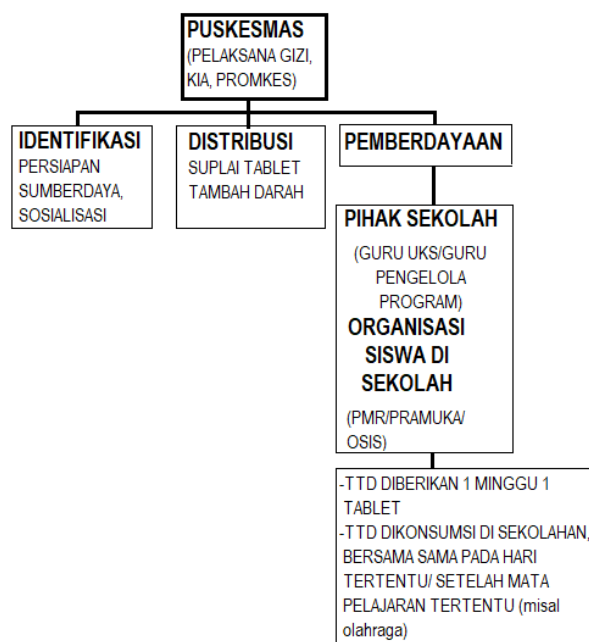 PUSKESMAS
(PELAKSANA GIZI,
KIA, PROMKES)
IDENTIFIKASI
PERSIAPAN
SUMBERDAYA,
SOSIALISASI
DISTRIBUSI
SUPLAI TABLET
TAMBAH DARAH
PEMBERDAYAAN
PIHAK SEKOLAH
(GURU UKS/GURU
PENGELOLA
PROGRAM)
ORGANISASI
SISWA DI
SEKOLAH
(PMR/PRAMUKA/
OSIS)
-TTD DIBERIKAN 1 MINGGU 1
TABLET
-TTD DIKONSUMSI DI SEKOLAHAN,
BERSAMA SAMA PADA HARI
TERTENTU/ SETELAH MATA
PELAJARAN TERTENTU (misal
olahraga)